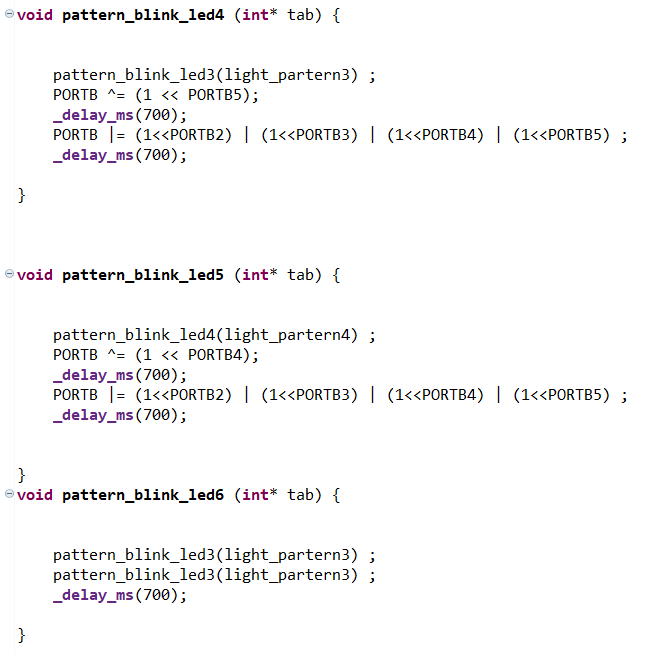 void pattern_blink_led4 (int* tab) {
pattern_blink_led3(light_partern3) ;
PORTB ^= (1 << PORTB5);
_delay_ms(700);
PORTB |= (1<<PORTB2) | (1<<PORTB3) | (1<<PORTB4) | (1<<PORTB5) ;
_delay_ms(700);
}
void pattern_blink_led5 (int* tab) {
pattern_blink_led4(light_partern4) ;
PORTB ^= (1 << PORTB4);
_delay_ms(700);
PORTB |= (1<<PORTB2) | (1<<PORTB3) | (1<<PORTB4) | (1<<PORTB5) ;
_delay_ms(700);
}
void pattern_blink_led6 (int* tab) {
pattern_blink_led3(light_partern3) ;
pattern_blink_led3(light_partern3) ;
_delay_ms(700);
}